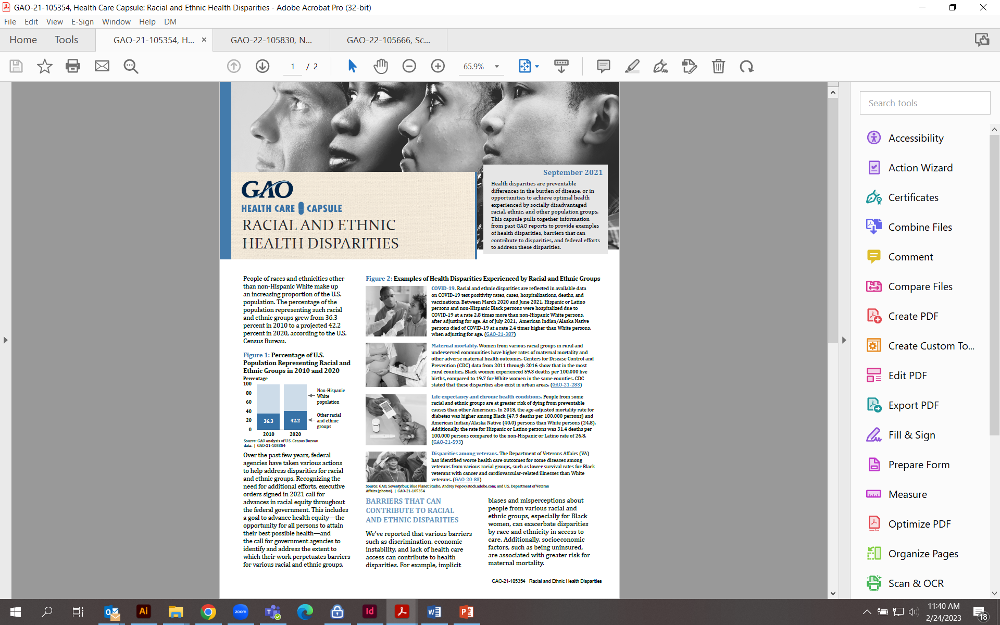 GAO-21-105354, Health Care Capsule: Racial and Ethnic Health Disparities - Adobe Acrobat Pro (32-bit)
File Edit View E-Sign Window Help DM
Home Tools GAO-21-105354, H... × GAO-22-105830, N... GAO-22-105666, Sc...
1 / 2 65.9%
September 2021
Health disparities are preventable
differences in the burden of disease, or in
opportunities to achieve optimal health
experienced by socially disadvantaged
racial, ethnic, and other population groups.
This capsule pulls together information
from past GAO reports to provide examples
of health disparities, barriers that can
contribute to disparities, and federal efforts
to address these disparities.
GAO
HEALTH CARE CAPSULE
RACIAL AND ETHNIC
HEALTH DISPARITIES
People of races and ethnicities other
than non-Hispanic White make up
an increasing proportion of the U.S.
population. The percentage of the
population representing such racial
and ethnic groups grew from 36.3
percent in 2010 to a projected 42.2
percent in 2020, according to the U.S.
Census Bureau.
Figure 1: Percentage of U.S.
Population Representing Racial and
Ethnic Groups in 2010 and 2020
Percentage
100
80
60
40
20
0
36.3
42.2
2010
2020
Non-Hispanic
White
population
Other racial
and ethnic
groups
Source: GAO analysis of U.S. Census Bureau
data. | GAO-21-105354
Over the past few years, federal
agencies have taken various actions
to help address disparities for racial
and ethnic groups. Recognizing the
need for additional efforts, executive
orders signed in 2021 call for
advances in racial equity throughout
the federal government. This includes
a goal to advance health equity—the
opportunity for all persons to attain
their best possible health—and
the call for government agencies to
identify and address the extent to
which their work perpetuates barriers
for various racial and ethnic groups.
Figure 2: Examples of Health Disparities Experienced by Racial and Ethnic Groups
COVID-19. Racial and ethnic disparities are reflected in available data
on COVID-19 test positivity rates, cases, hospitalizations, deaths, and
vaccinations. Between March 2020 and June 2021, Hispanic or Latino
persons and non-Hispanic Black persons were hospitalized due to
COVID-19 at a rate 2.8 times more than non-Hispanic White persons,
after adjusting for age. As of July 2021, American Indian/Alaska Native
persons died of COVID-19 at a rate 2.4 times higher than White persons,
when adjusting for age. (GAO-21-387)
Maternal mortality. Women from various racial groups in rural and
underserved communities have higher rates of maternal mortality and
other adverse maternal health outcomes. Centers for Disease Control and
Prevention (CDC) data from 2011 through 2016 show that in the most
rural counties, Black women experienced 59.3 deaths per 100,000 live
births, compared to 19.7 for White women in the same counties. CDC
stated that these disparities also exist in urban areas. (GAO-21-283)
Life expectancy and chronic health conditions. People from some
racial and ethnic groups are at greater risk of dying from preventable
causes than other Americans. In 2018, the age-adjusted mortality rate for
diabetes was higher among Black (47.9 deaths per 100,000 persons) and
American Indian/Alaska Native (40.0) persons than White persons (24.8).
Additionally, the rate for Hispanic or Latino persons was 31.4 deaths per
100,000 persons compared to the non-Hispanic or Latino rate of 26.8.
(GAO-21-593)
Disparities among veterans. The Department of Veterans Affairs (VA)
has identified worse health care outcomes for some diseases among
veterans from various racial groups, such as lower survival rates for Black
veterans with cancer and cardiovascular-related illnesses than White
veterans. (GAO-20-83)
Source: GAO; Seventyfour, Blue Planet Studio, Andrey Popov/stock.adobe.com; and U.S. Department of Veteran
Affairs (photos). | GAO-21-105354
BARRIERS THAT CAN
CONTRIBUTE TO RACIAL
AND ETHNIC DISPARITIES
We've reported that various barriers
such as discrimination, economic
instability, and lack of health care
access can contribute to health
disparities. For example, implicit
biases and misperceptions about
people from various racial and
ethnic groups, especially for Black
women, can exacerbate disparities
by race and ethnicity in access to
care. Additionally, socioeconomic
factors, such as being uninsured,
are associated with greater risk for
maternal mortality.
GAO-21-105354 Racial and Ethnic Health Disparities
Search tools
Accessibility
Action Wizard
Certificates
Combine Files
Comment
Compare Files
Create PDF
Create Custom To...
Edit PDF
Export PDF
Fill & Sign
Prepare Form
Measure
Optimize PDF
Organize Pages
Scan & OCR
Ai
zoom
Id
11:40 AM
2/24/2023
18